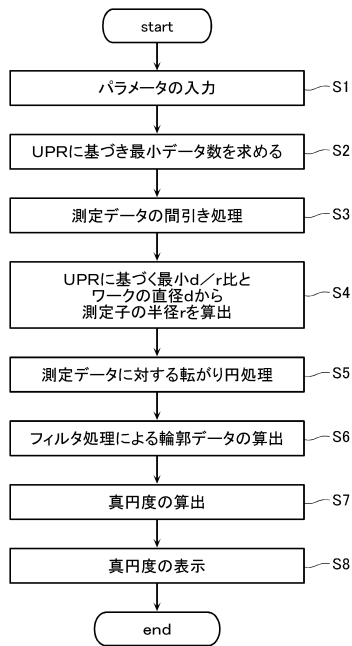 start
パラメータの入力
S1
UPRに基づき最小データ数を求める
S2
測定データの間引き処理
S3
UPRに基づく最小d／r比と
ワークの直径dから
測定子の半径rを算出
S4
測定データに対する転がり円処理
S5
フィルタ処理による輪郭データの算出
S6
真円度の算出
S7
真円度の表示
S8
end